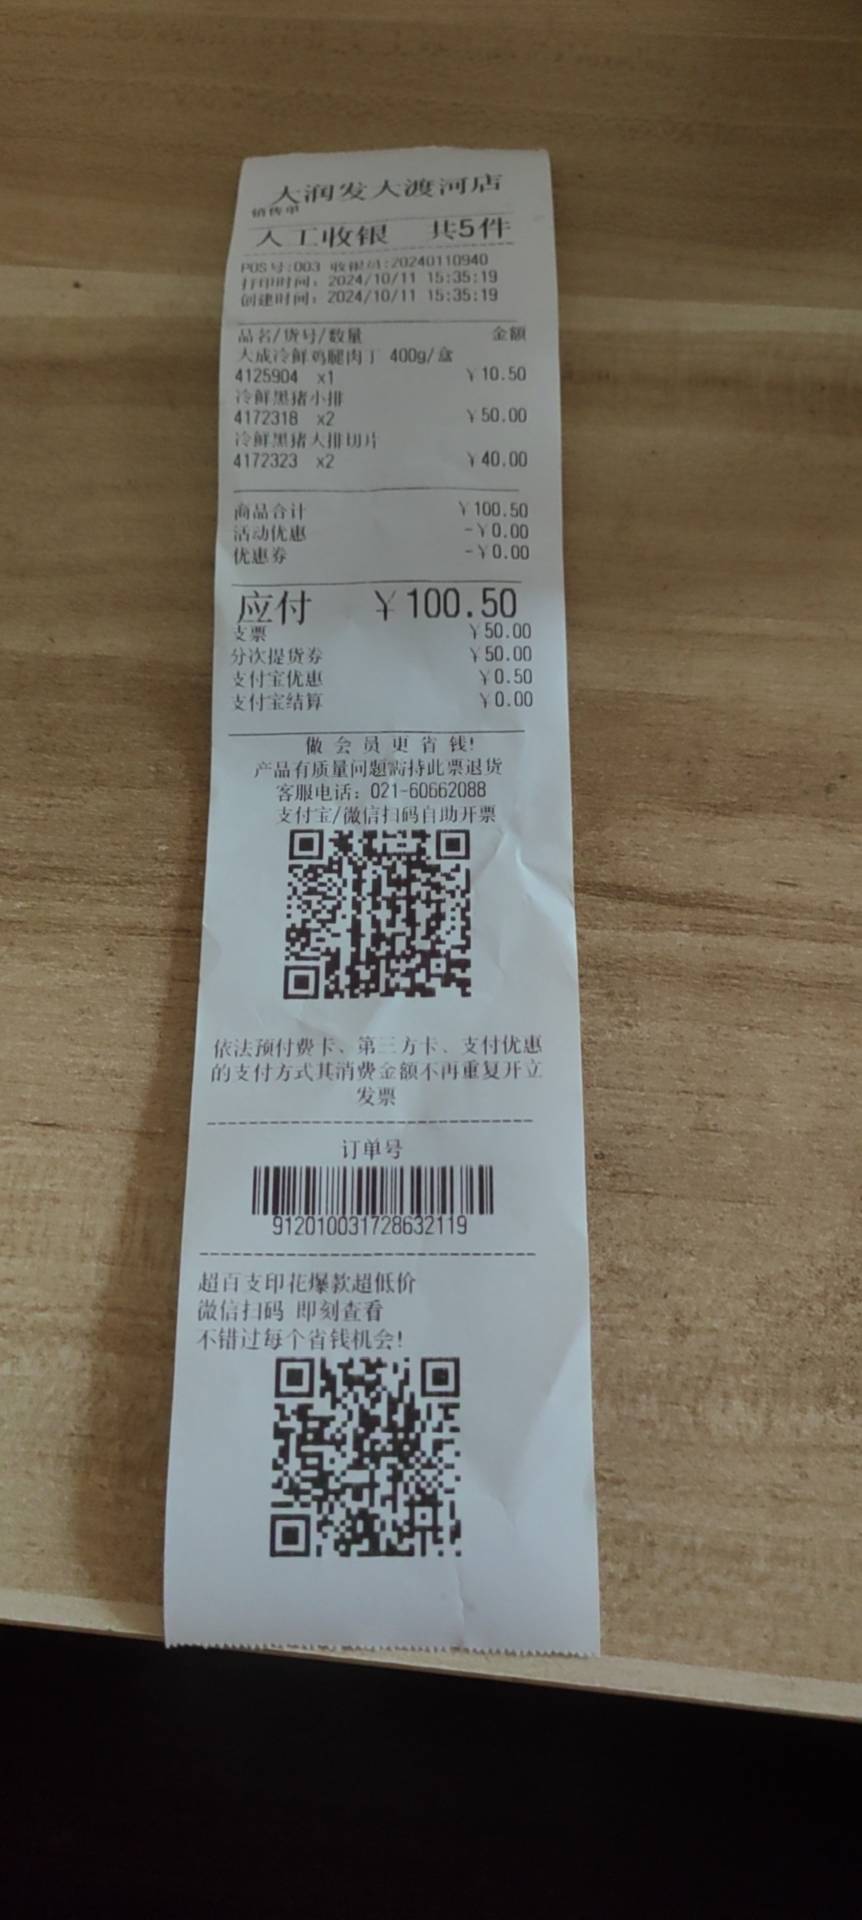 大润发大渡河店
销售单
人工收银 共5件
POS号:003 收银员:20240110940
打印时间: 2024/10/11 15:35:19
创建时间: 2024/10/11 15:35:19
品名/货号/数量 金额
大成冷鲜鸡腿肉丁 400g/盒
4125904 x1 ￥10.50
冷鲜黑猪小排
4172318 x2 ￥50.00
冷鲜黑猪大排切片
4172323 x2 ￥40.00
商品合计 ￥100.50
活动优惠 -￥0.00
优惠券 -￥0.00
应付 ￥100.50
支票 ￥50.00
分次提货券 ￥50.00
支付宝优惠 ￥0.50
支付宝结算 ￥0.00
做会员更省钱!
产品有质量问题需持此票退货
客服电话: 021-60662088
支付宝/微信扫码自助开票
依法预付费卡、第三方卡、支付优惠
的支付方式其消费金额不再重复开立
发票
订单号
912010031728632119
超百支印花爆款超低价
微信扫码 即刻查看
不错过每个省钱机会!